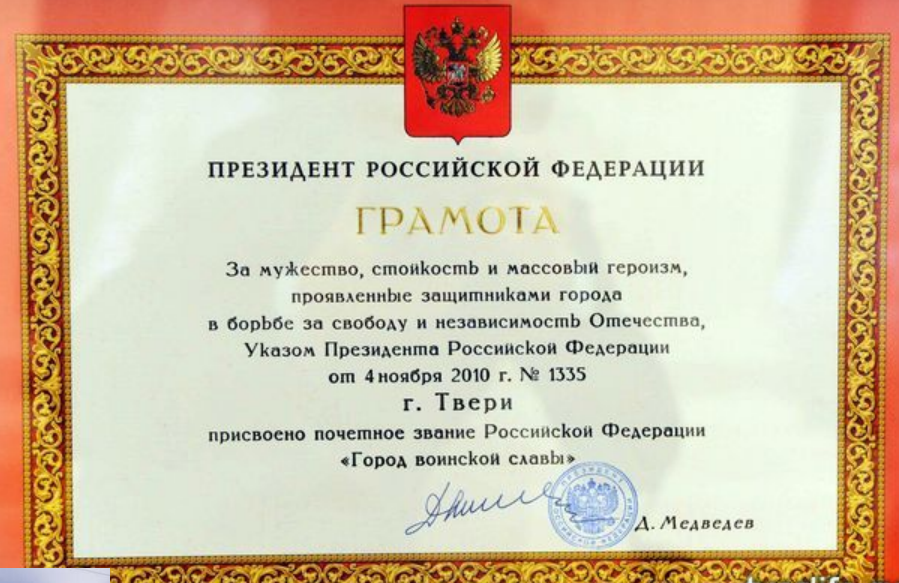 ПРЕЗИДЕНТ РОССИЙСКОЙ ФЕДЕРАЦИИ
ГРАМОТА
За мужество, стойкость и массовый героизм,
проявленные защитниками города
в борьбе за свободу и независимость Отечества,
Указом Президента Российской Федерации
от 4 ноября 2010 г. № 1335
г. Твери
присвоено почетное звание Российской Федерации
«Город воинской славы»
Д. Медведев